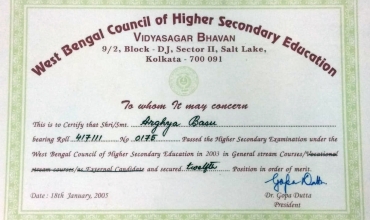 West Bengal Council of Higher Secondary Education
VIDYASAGAR BHAVAN
9/2, Block - DJ, Sector II, Salt Lake,
Kolkata - 700 091
To whom It may concern
This is to Certify that Shri/Smt. Arghya Basu
bearing Roll 417111 No 0175 Passed the Higher Secondary Examination under the
West Bengal Council of Higher Secondary Education in 2003 in General stream Courses/Vocational
stream courses/as External Candidate and secured twelfth Position in order of merit.
Gopa Dutta
Date : 18th January, 2005
Dr. Gopa Dutta
President